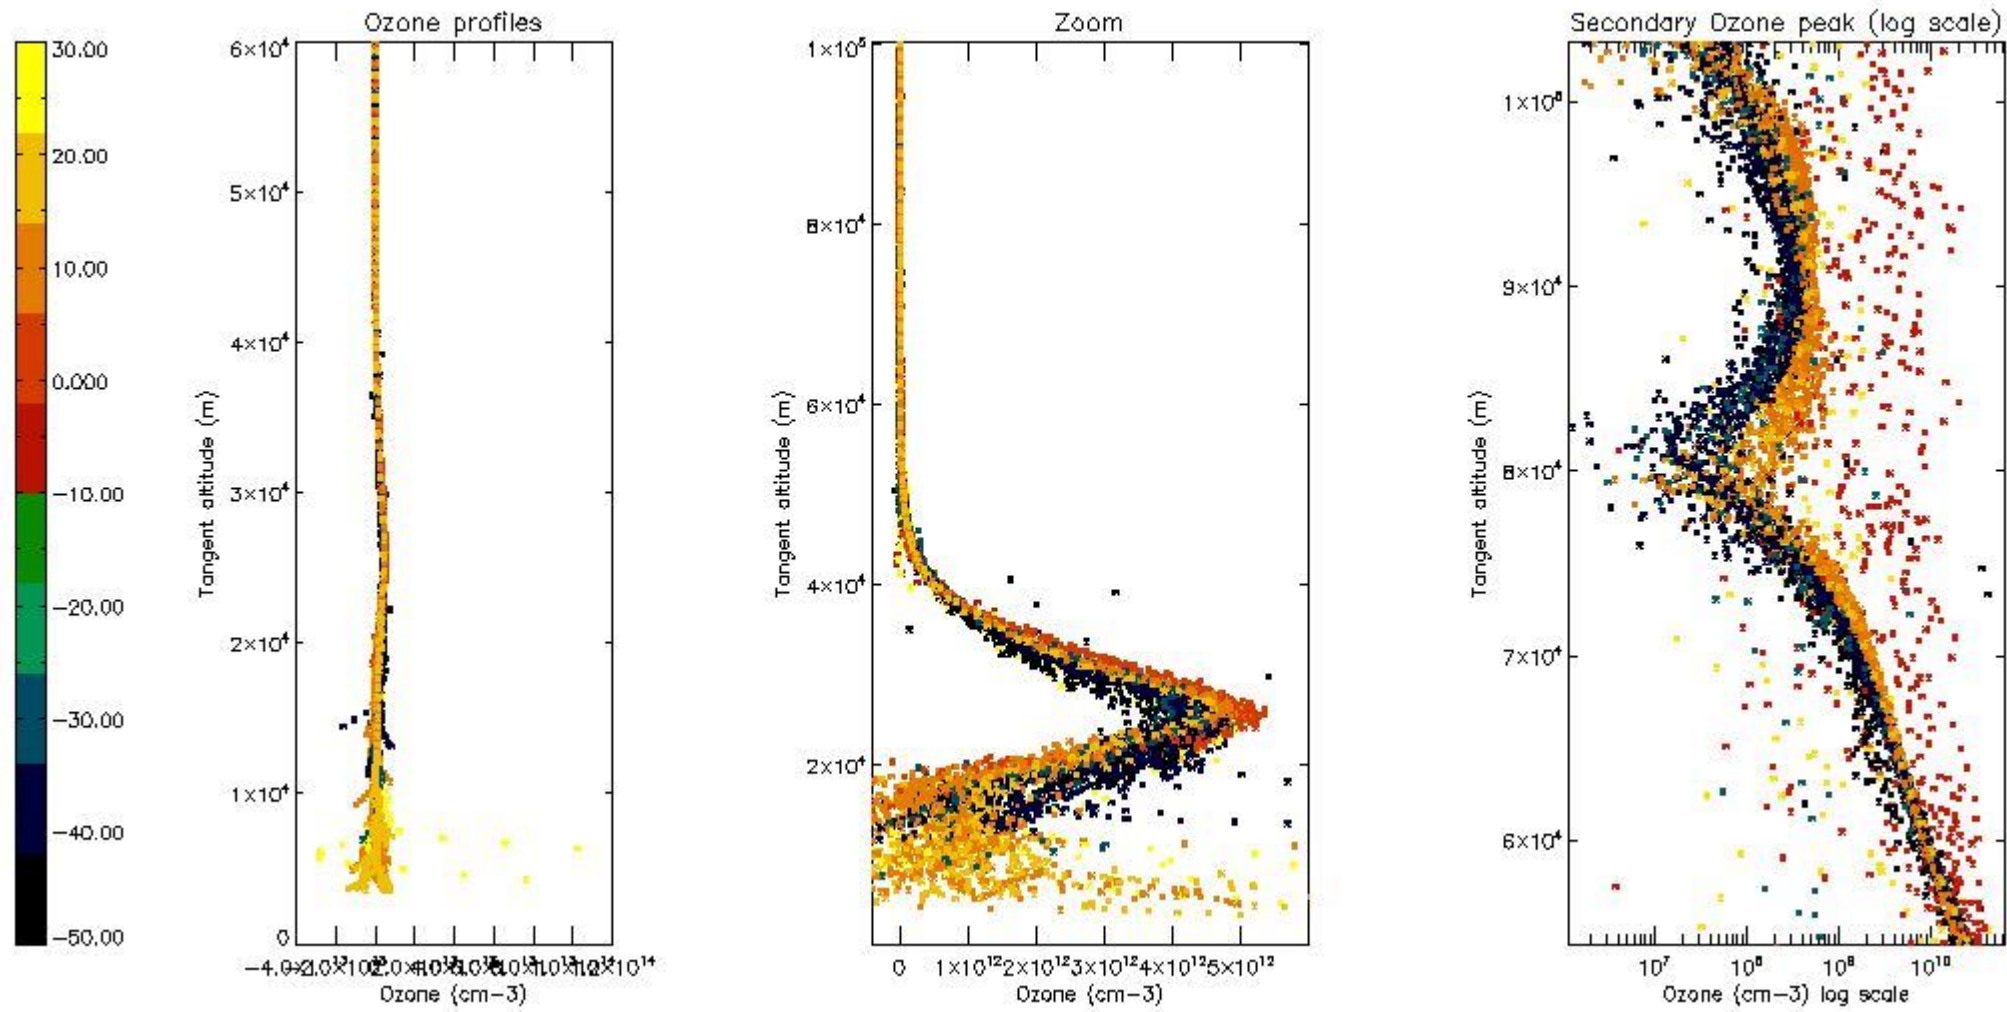 Ozone profiles
Zoom
Secondary Ozone peak (log scale)
30.00
20.00
10.00
0.000
−10.00
−20.00
−30.00
−40.00
−50.00
6×10⁴
5×10⁴
4×10⁴
3×10⁴
2×10⁴
1×10⁴
0
Tangent altitude (m)
Ozone (cm−3)
1×10⁵
8×10⁴
6×10⁴
4×10⁴
2×10⁴
Tangent altitude (m)
0 1×10¹² 2×10¹² 3×10¹² 4×10¹² 5×10¹²
Ozone (cm−3)
9×10⁴
8×10⁴
7×10⁴
6×10⁴
Tangent altitude (m)
10⁷ 10⁸ 10⁹ 10¹⁰
Ozone (cm−3) log scale